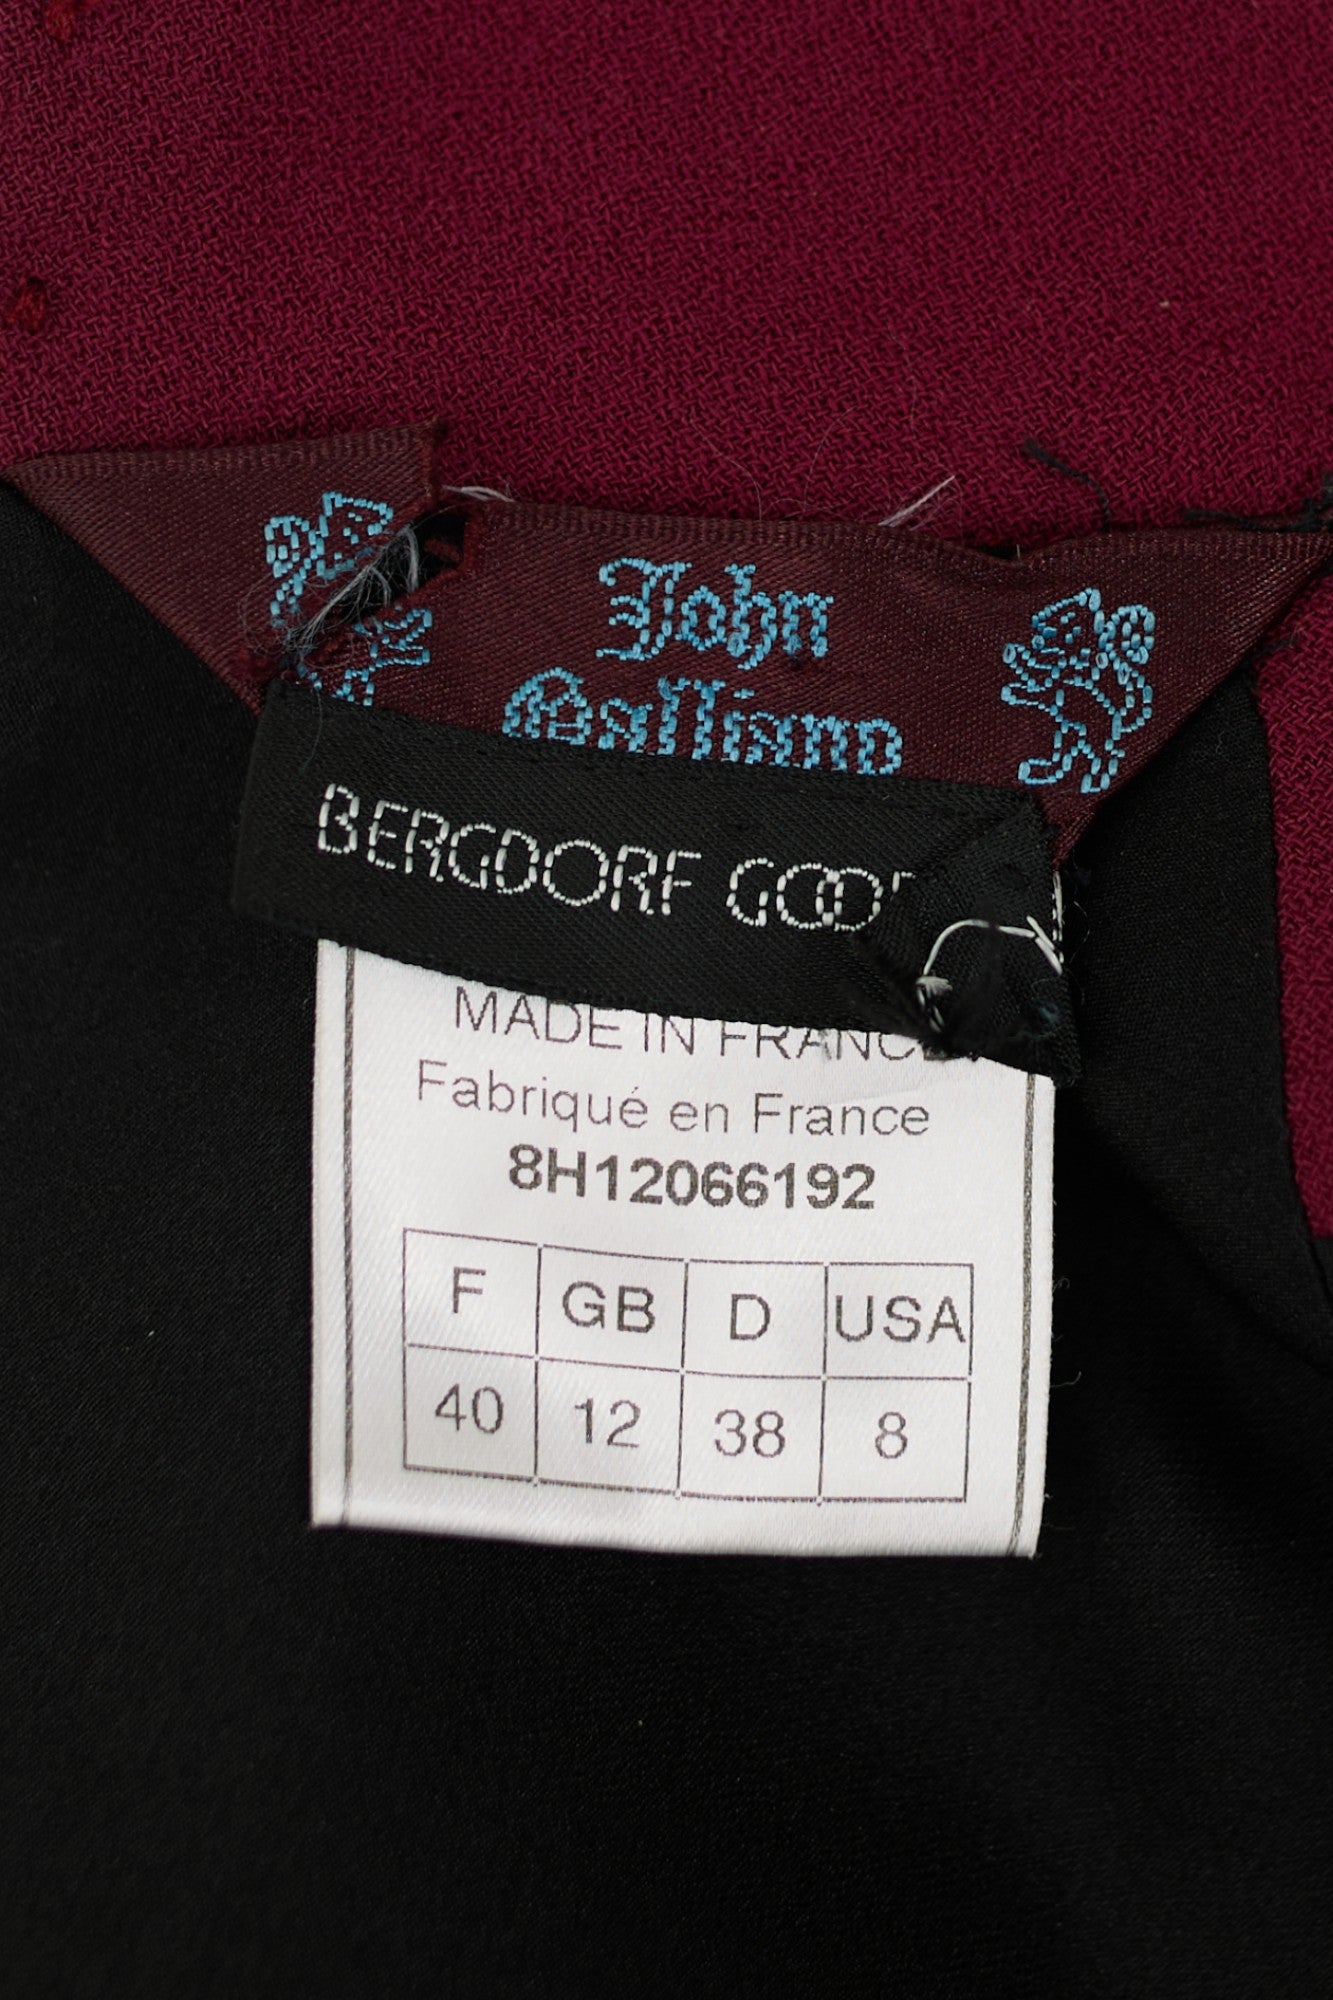 John
Galliano
BERGDORF GOOD
MADE IN FRANCE
Fabriqué en France
8H12066192
F GB D USA
40 12 38 8